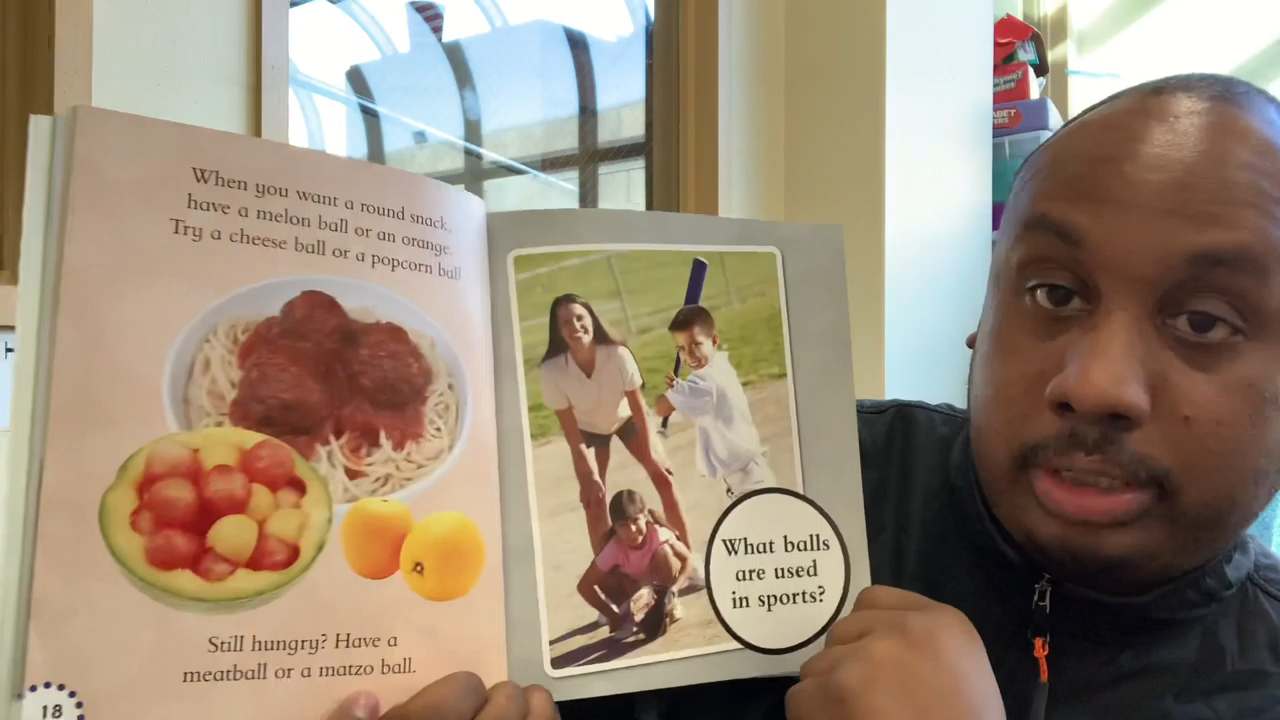 When you want a round snack,
have a melon ball or an orange.
Try a cheese ball or a popcorn ball
Still hungry? Have a
meatball or a matzo ball.
18
What balls
are used
in sports?